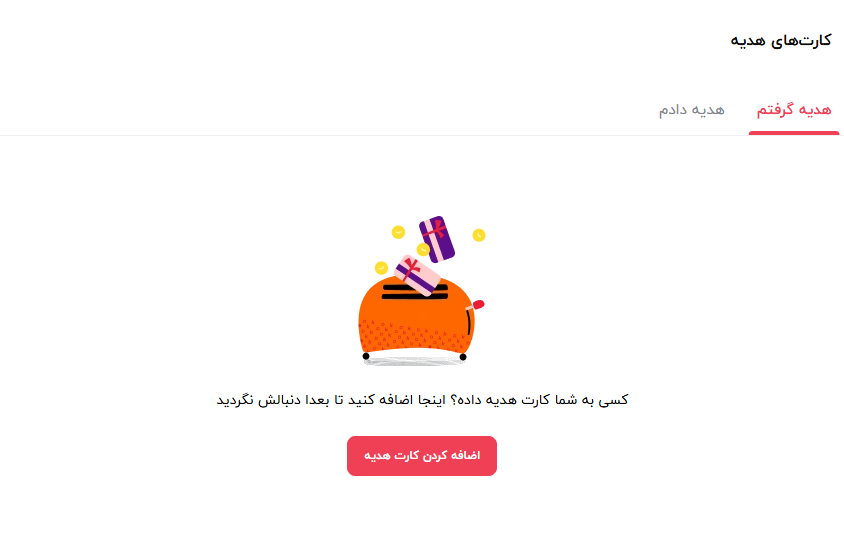 کارت‌های هدیه
هدیه گرفتم
هدیه دادم
کسی به شما کارت هدیه داده؟ اینجا اضافه کنید تا بعدا دنبالش نگردید
اضافه کردن کارت هدیه